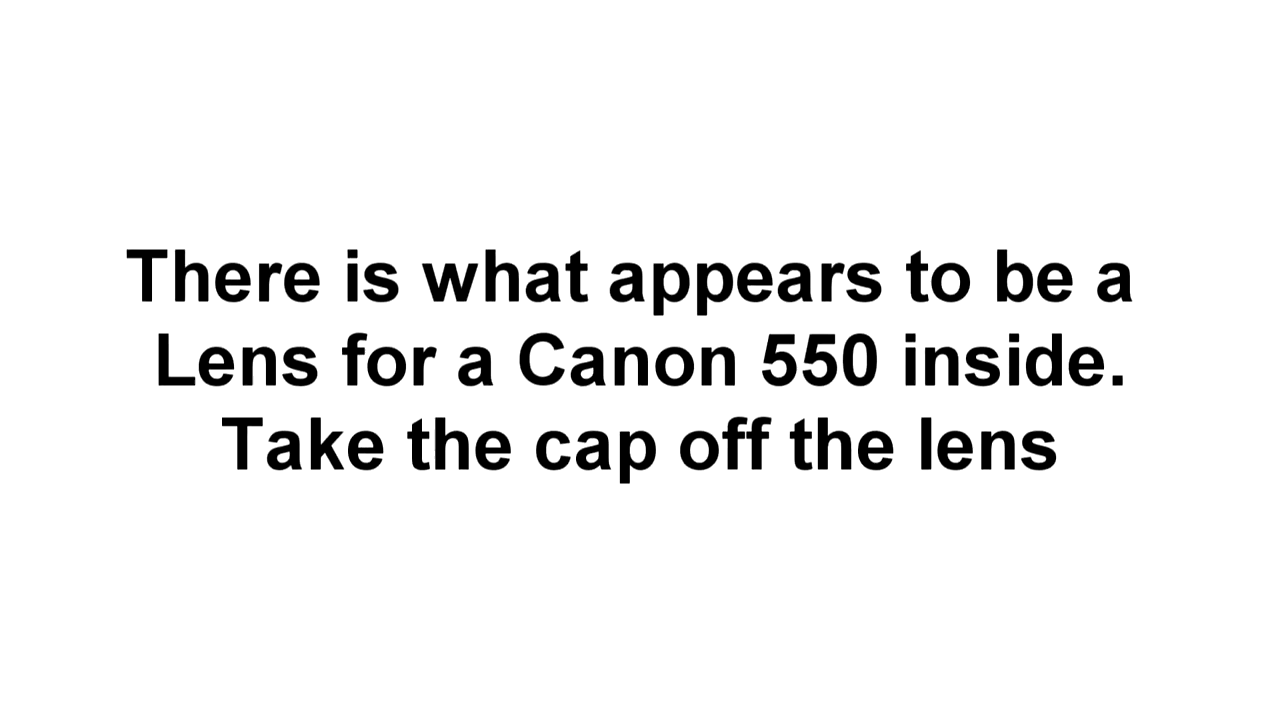 There is what appears to be a
Lens for a Canon 550 inside.
Take the cap off the lens